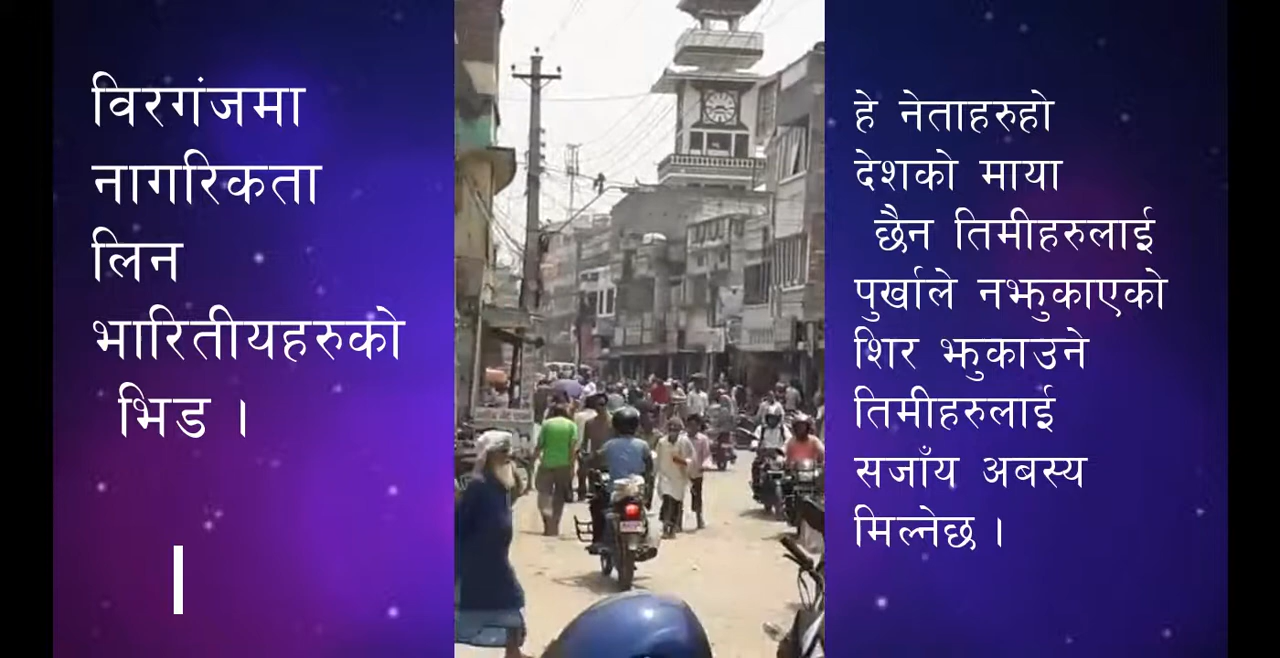 विरगंजमा
नागरिकता
लिन
भारितीयहरुको
भिड ।
हे नेताहरुहो
देशको माया
छैन तिमीहरुलाई
पुर्खाले नझुकाएको
शिर झुकाउने
तिमीहरुलाई
सजाँय अबस्य
मिल्नेछ ।